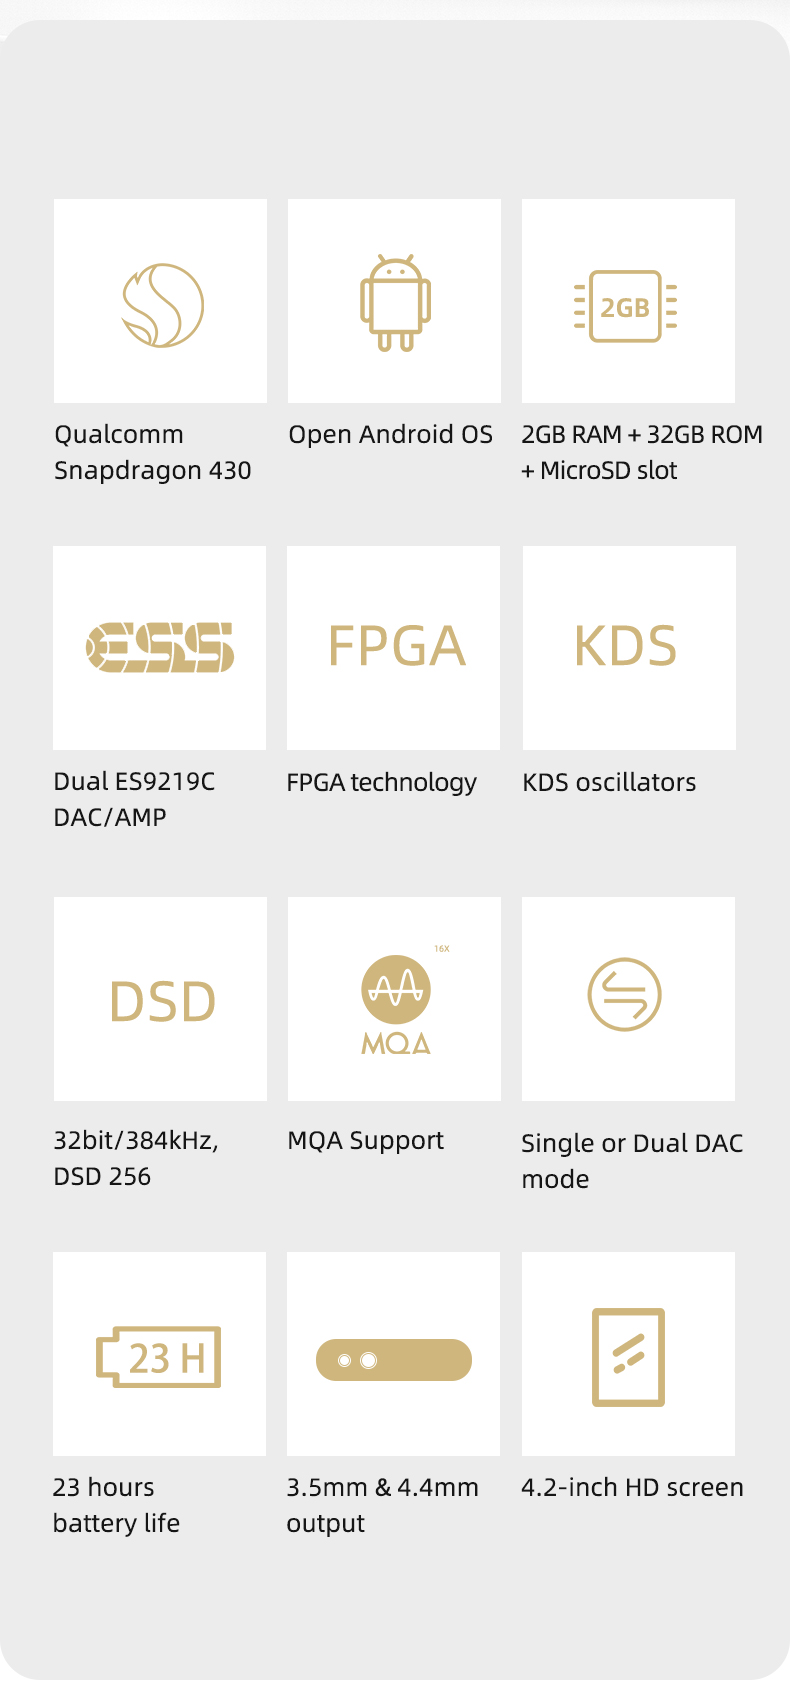 2GB
Qualcomm
Snapdragon 430
Open Android OS
2GB RAM + 32GB ROM
+ MicroSD slot
ESS
FPGA
KDS
Dual ES9219C
DAC/AMP
FPGA technology
KDS oscillators
DSD
16X
MQA
32bit/384kHz,
DSD 256
MQA Support
Single or Dual DAC
mode
23 H
23 hours
battery life
3.5mm & 4.4mm
output
4.2-inch HD screen